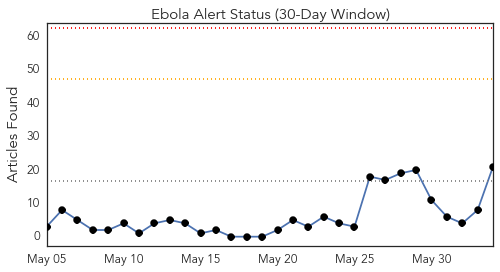 Ebola Alert Status (30-Day Window)
Articles Found
60
50
40
30
20
10
0
May 05
May 10
May 15
May 20
May 25
May 30